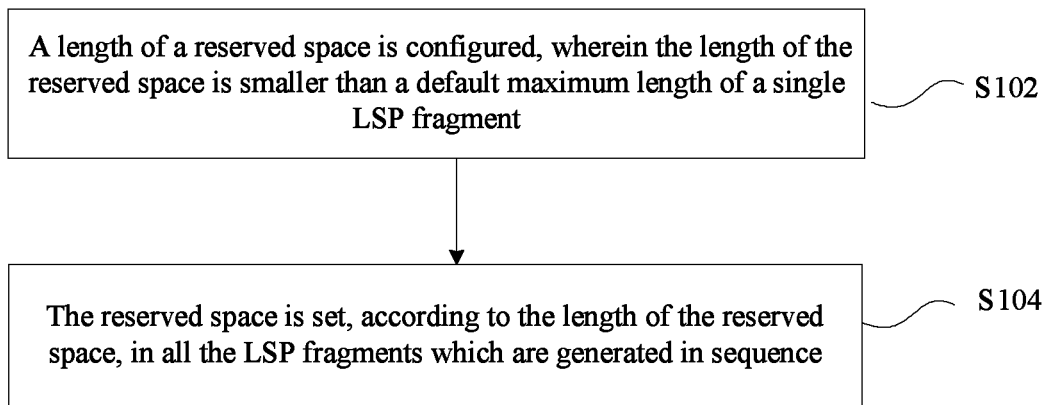 A length of a reserved space is configured, wherein the length of the
reserved space is smaller than a default maximum length of a single
LSP fragment
S102
The reserved space is set, according to the length of the reserved
space, in all the LSP fragments which are generated in sequence
S104